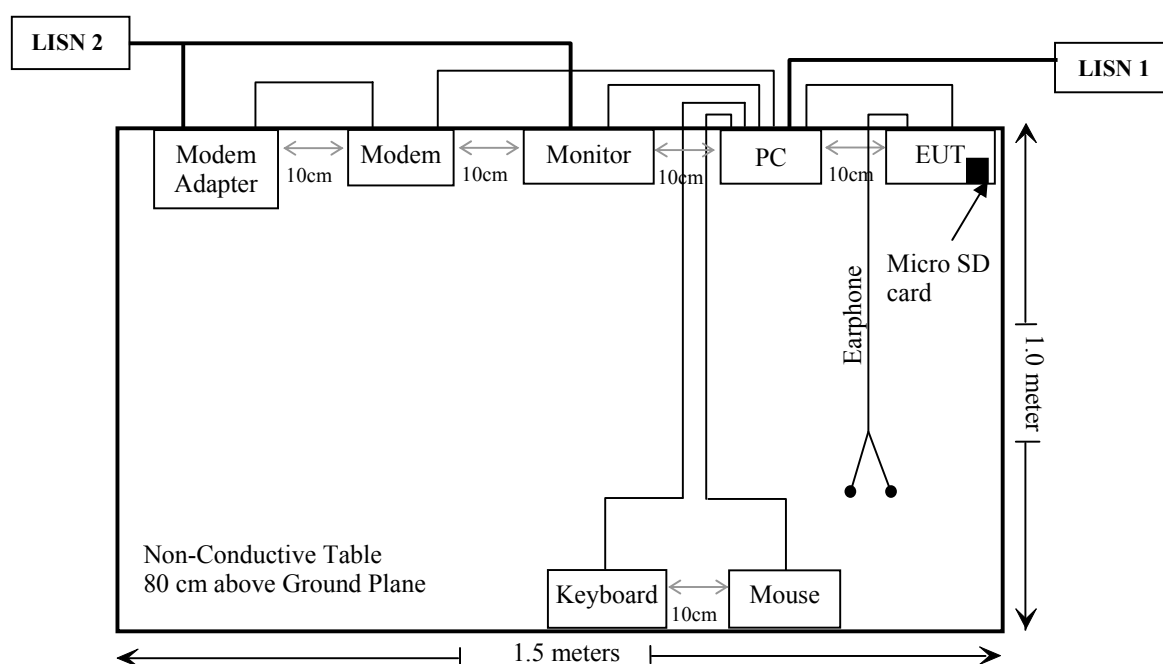 LISN 2
LISN 1
Modem
Adapter
10cm
Modem
10cm
Monitor
10cm
PC
10cm
EUT
Micro SD
card
Earphone
1.0 meter
Non-Conductive Table
80 cm above Ground Plane
Keyboard
10cm
Mouse
1.5 meters